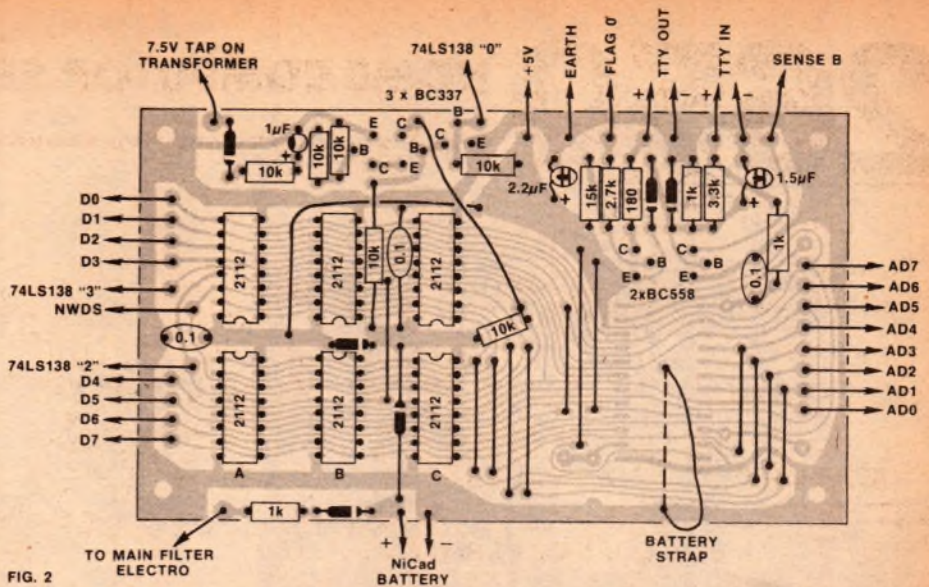 7.5V TAP ON
TRANSFORMER
74LS138 "0"
3 x BC337
+5V
EARTH
FLAG 0
TTY OUT
+ -
TTY IN
+ -
SENSE B
1µF
+
10k
10k
10k
B
E
C
C
B
E
B
C
E
10k
2.2µF
+
15k
2.7k
180
1k
3.3k
1.5µF
+
1k
0.1
C
B
E
C
B
E
2xBC558
D0
D1
D2
D3
74LS138 "3"
NWDS
0.1
74LS138 "2"
D4
D5
D6
D7
2112
2112
10k
0.1
2112
10k
2112
2112
2112
A
B
C
AD7
AD6
AD5
AD4
AD3
AD2
AD1
AD0
1k
TO MAIN FILTER
ELECTRO
+ -
NiCad
BATTERY
BATTERY
STRAP
FIG. 2